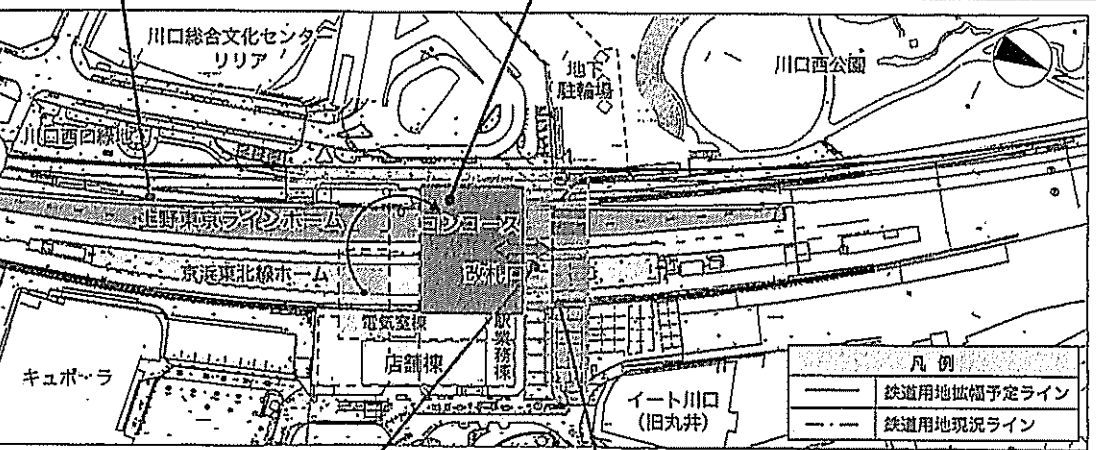 川口総合文化センター
リリア
地下
駐輪場
川口西公園
川口西口緑地
上野東京ラインホーム
コンコース
京浜東北線ホーム
改札口
電気室棟
店舗棟
駅業務棟
キュポ・ラ
イート川口
(旧丸井)
凡例
鉄道用地拡幅予定ライン
鉄道用地現況ライン